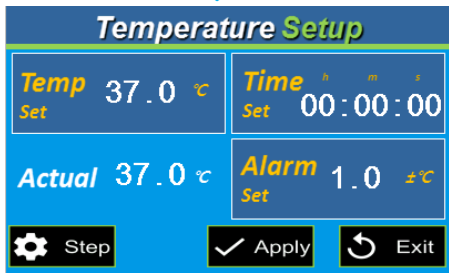 Temperature Setup
Temp Set 37.0 °C
Time Set h m s 00:00:00
Actual 37.0 °C
Alarm Set 1.0 ±°C
Step
Apply
Exit